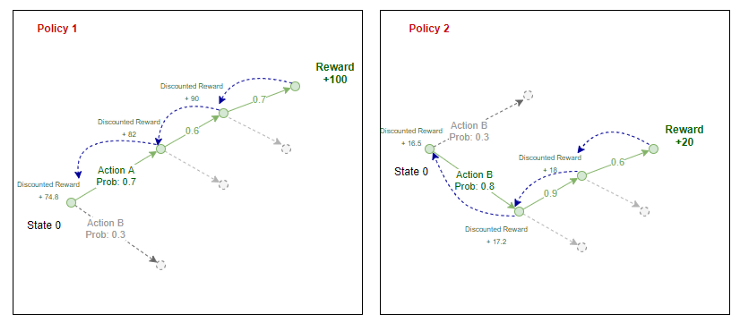 Policy 1
Reward
+100
Discounted Reward
+ 90
0.7
Discounted Reward
+ 82
0.6
Action A
Prob: 0.7
Discounted Reward
+ 74.8
State 0
Action B
Prob: 0.3
Policy 2
Action B
Prob: 0.3
Reward
+20
Discounted Reward
+ 16.5
State 0
Discounted Reward
+ 18
0.6
Action B
Prob: 0.8
0.9
Discounted Reward
+ 17.2